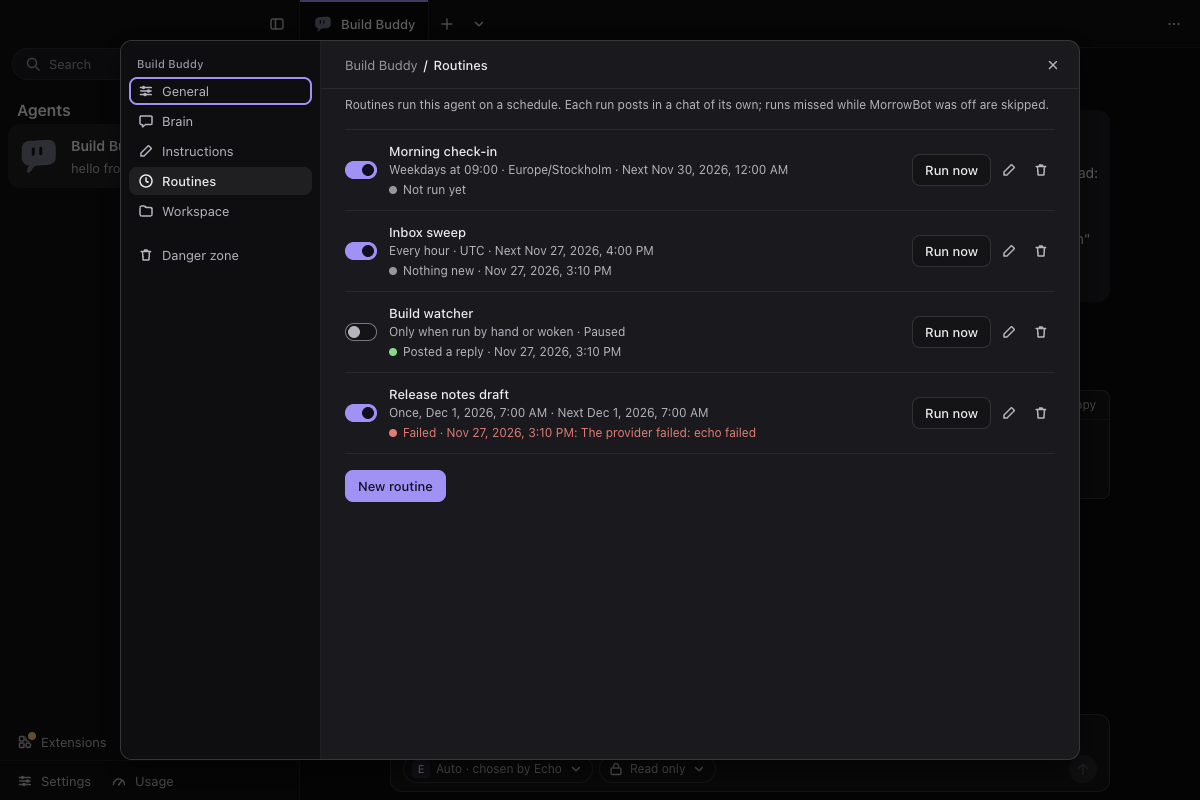 Build Buddy
Search
Agents
Build Bu
hello fro
Build Buddy
General
Brain
Instructions
Routines
Workspace
Danger zone
Build Buddy / Routines
Routines run this agent on a schedule. Each run posts in a chat of its own; runs missed while MorrowBot was off are skipped.
Morning check-in
Weekdays at 09:00 · Europe/Stockholm · Next Nov 30, 2026, 12:00 AM
Not run yet
Run now
Inbox sweep
Every hour · UTC · Next Nov 27, 2026, 4:00 PM
Nothing new · Nov 27, 2026, 3:10 PM
Run now
Build watcher
Only when run by hand or woken · Paused
Posted a reply · Nov 27, 2026, 3:10 PM
Run now
Release notes draft
Once, Dec 1, 2026, 7:00 AM · Next Dec 1, 2026, 7:00 AM
Failed · Nov 27, 2026, 3:10 PM: The provider failed: echo failed
Run now
New routine
Extensions
Settings
Usage
E Auto · chosen by Echo
Read only